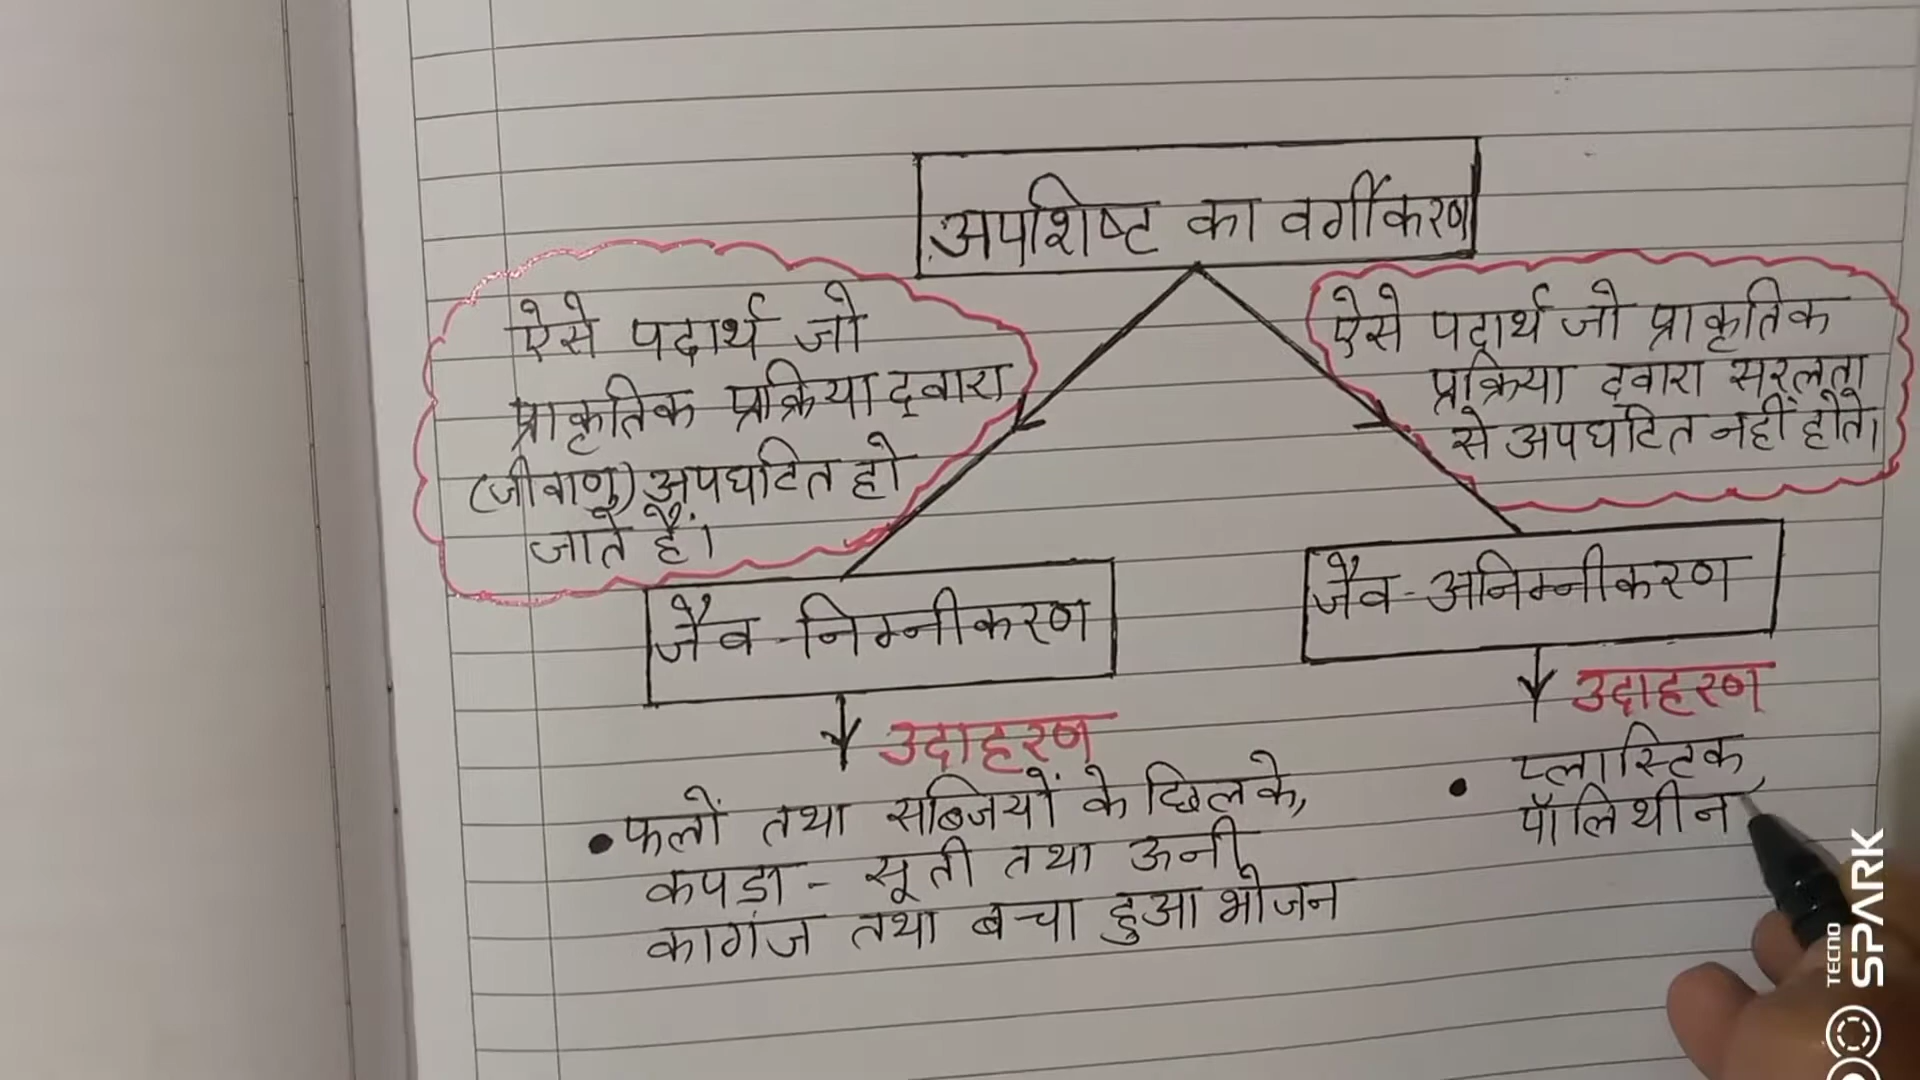 अपशिष्ट का वर्गीकरण
ऐसे पदार्थ जो
प्राकृतिक प्रक्रिया द्वारा
(जीवाणु) अपघटित हो
जाते हैं।
ऐसे पदार्थ जो प्राकृतिक
प्रक्रिया द्वारा सरलता
से अपघटित नहीं होते।
जैव-निम्नीकरण
जैव-अनिम्नीकरण
उदाहरण
• फलों तथा सब्जियों के छिलके,
कपड़ा - सूती तथा ऊनी,
कागंज तथा बचा हुआ भोजन
उदाहरण
• प्लास्टिक,
पॉलिथीन,
TECNO
SPARK